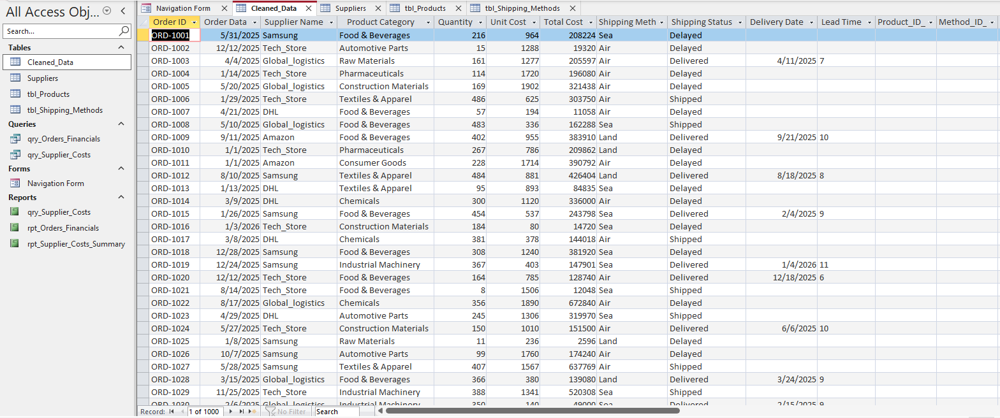 All Access Obj...
Search...
Tables
Cleaned_Data
Suppliers
tbl_Products
tbl_Shipping_Methods
Queries
qry_Orders_Financials
qry_Supplier_Costs
Forms
Navigation Form
Reports
qry_Supplier_Costs
rpt_Orders_Financials
rpt_Supplier_Costs_Summary
Navigation Form Cleaned_Data Suppliers tbl_Products tbl_Shipping_Methods
Order ID Order Data Supplier Name Product Category Quantity Unit Cost Total Cost Shipping Meth Shipping Status Delivery Date Lead Time Product_ID_ Method_ID_
ORD-1001 5/31/2025 Samsung Food & Beverages 216 964 208224 Sea Delayed
ORD-1002 12/12/2025 Tech_Store Automotive Parts 15 1288 19320 Air Delayed
ORD-1003 4/4/2025 Global_logistics Raw Materials 161 1277 205597 Air Delivered 4/11/2025 7
ORD-1004 1/14/2025 Tech_Store Pharmaceuticals 114 1720 196080 Air Delayed
ORD-1005 5/20/2025 Global_logistics Construction Materials 169 1902 321438 Air Delayed
ORD-1006 1/29/2025 Tech_Store Textiles & Apparel 486 625 303750 Air Shipped
ORD-1007 4/21/2025 DHL Food & Beverages 57 194 11058 Air Delayed
ORD-1008 5/10/2025 Global_logistics Food & Beverages 483 336 162288 Sea Shipped
ORD-1009 9/11/2025 Amazon Food & Beverages 402 955 383910 Land Delivered 9/21/2025 10
ORD-1010 1/1/2025 Tech_Store Pharmaceuticals 267 786 209862 Land Delayed
ORD-1011 1/1/2025 Amazon Consumer Goods 228 1714 390792 Air Delayed
ORD-1012 8/10/2025 Samsung Textiles & Apparel 484 881 426404 Land Delivered 8/18/2025 8
ORD-1013 1/13/2025 DHL Textiles & Apparel 95 893 84835 Sea Delayed
ORD-1014 3/9/2025 DHL Chemicals 300 1120 336000 Air Delayed
ORD-1015 1/26/2025 Samsung Food & Beverages 454 537 243798 Sea Delivered 2/4/2025 9
ORD-1016 1/3/2026 Tech_Store Construction Materials 184 80 14720 Sea Delayed
ORD-1017 3/8/2025 DHL Chemicals 381 378 144018 Air Shipped
ORD-1018 12/28/2025 Samsung Food & Beverages 308 1240 381920 Sea Delayed
ORD-1019 12/24/2025 Samsung Industrial Machinery 367 403 147901 Sea Delivered 1/4/2026 11
ORD-1020 12/12/2025 Tech_Store Food & Beverages 164 785 128740 Air Delivered 12/18/2025 6
ORD-1021 8/14/2025 Tech_Store Food & Beverages 8 1506 12048 Sea Shipped
ORD-1022 8/17/2025 Global_logistics Chemicals 356 1890 672840 Air Delayed
ORD-1023 4/29/2025 DHL Automotive Parts 245 1306 319970 Sea Shipped
ORD-1024 5/27/2025 Tech_Store Construction Materials 150 1010 151500 Air Delivered 6/6/2025 10
ORD-1025 1/8/2025 Samsung Raw Materials 11 236 2596 Land Delayed
ORD-1026 10/7/2025 Samsung Automotive Parts 99 1760 174240 Air Delayed
ORD-1027 5/28/2025 Samsung Textiles & Apparel 407 1567 637769 Air Shipped
ORD-1028 3/15/2025 Global_logistics Food & Beverages 366 380 139080 Land Delivered 3/24/2025 9
ORD-1029 11/25/2025 Tech_Store Industrial Machinery 388 1341 520308 Sea Shipped
ORD-1030 2/6/2025 Global_logistics Industrial Machinery 350 140 49000 Sea Delivered 2/15/2025 9
Record: 1 of 1000 No Filter Search